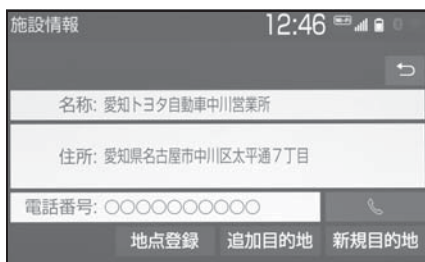 施設情報 12:46 Wi-Fi
名称: 愛知トヨタ自動車中川営業所
住所: 愛知県名古屋市中川区太平通7丁目
電話番号: ○○○○○○○○○○
地点登録 追加目的地 新規目的地